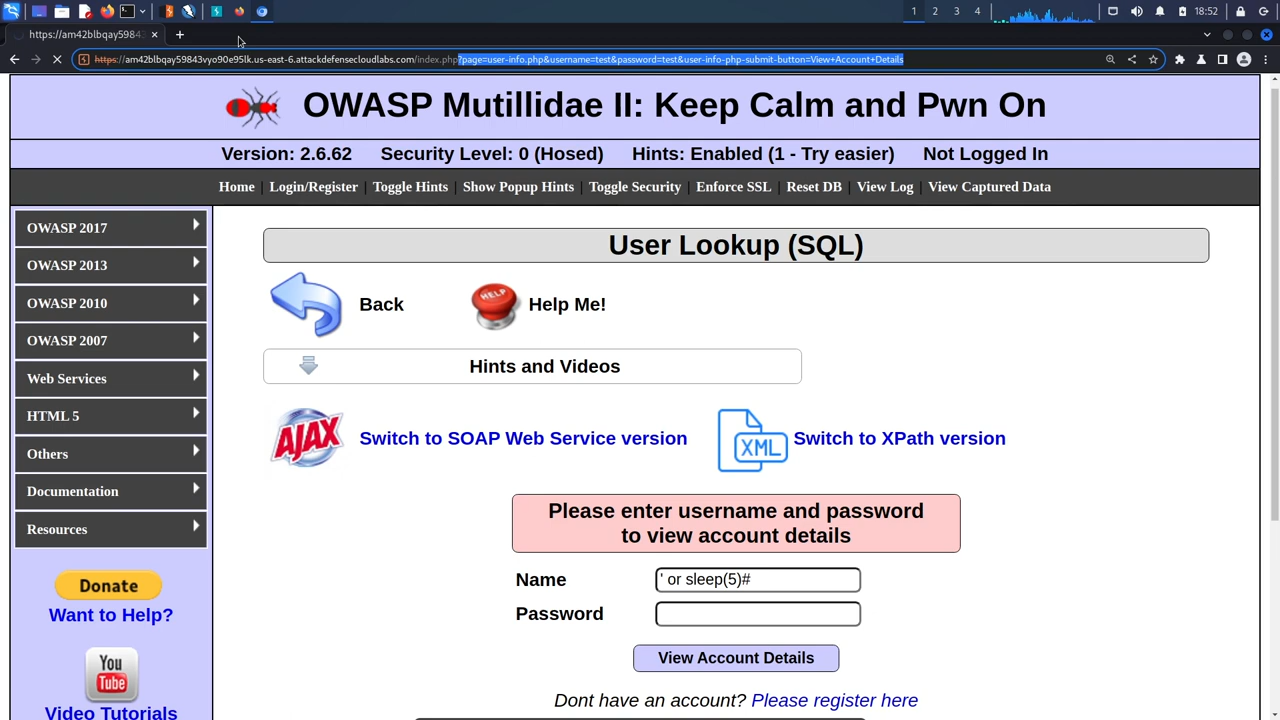 1 2 3 4 18:52
https://am42blbqay5984
https://am42blbqay59843vyo90e95lk.us-east-6.attackdefensecloudlabs.com/index.php?page=user-info.php&username=test&password=test&user-info-php-submit-button=View+Account+Details
OWASP Mutillidae II: Keep Calm and Pwn On
Version: 2.6.62 Security Level: 0 (Hosed) Hints: Enabled (1 - Try easier) Not Logged In
Home | Login/Register | Toggle Hints | Show Popup Hints | Toggle Security | Enforce SSL | Reset DB | View Log | View Captured Data
OWASP 2017
OWASP 2013
OWASP 2010
OWASP 2007
Web Services
HTML 5
Others
Documentation
Resources
Donate
Want to Help?
You
Tube
Video Tutorials
User Lookup (SQL)
Back
HELP
Help Me!
Hints and Videos
AJAX
Switch to SOAP Web Service version
XML
Switch to XPath version
Please enter username and password
to view account details
Name ' or sleep(5)#
Password
View Account Details
Dont have an account? Please register here